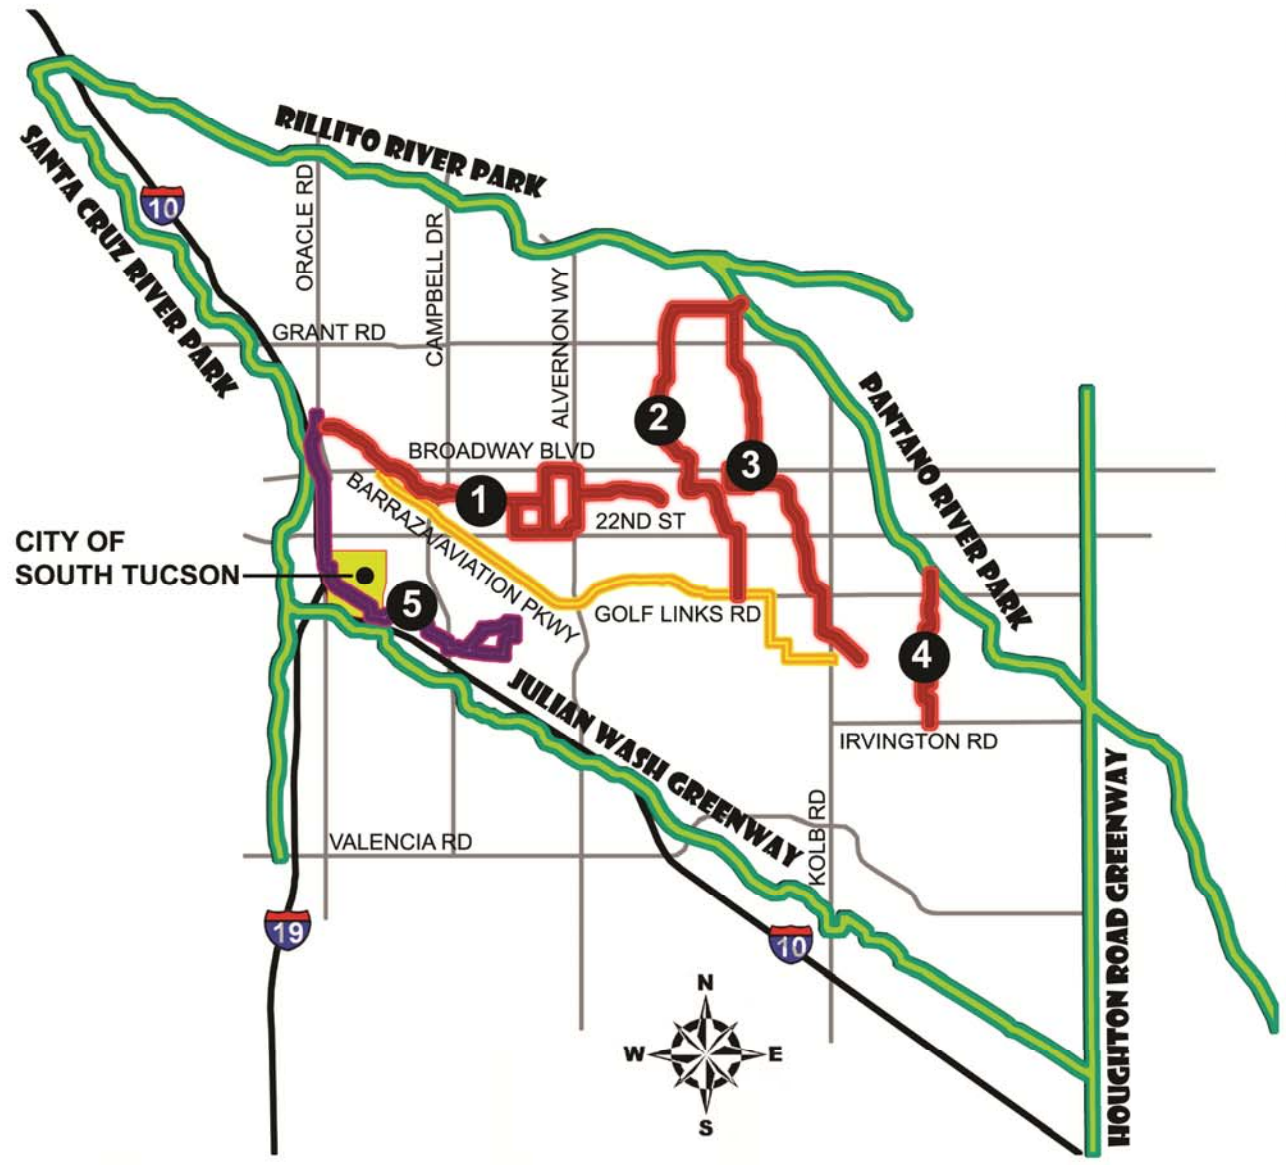 RILLITO RIVER PARK
SANTA CRUZ RIVER PARK
10
ORACLE RD
CAMPBELL DR
ALVERNON WY
GRANT RD
PANTANO RIVER PARK
2
3
BROADWAY BLVD
1
BARRAZA/AVIATION PKWY
22ND ST
CITY OF
SOUTH TUCSON
5
GOLF LINKS RD
4
JULIAN WASH GREENWAY
IRVINGTON RD
KOLB RD
VALENCIA RD
HOUGHTON ROAD GREENWAY
19
10
N
W
E
S